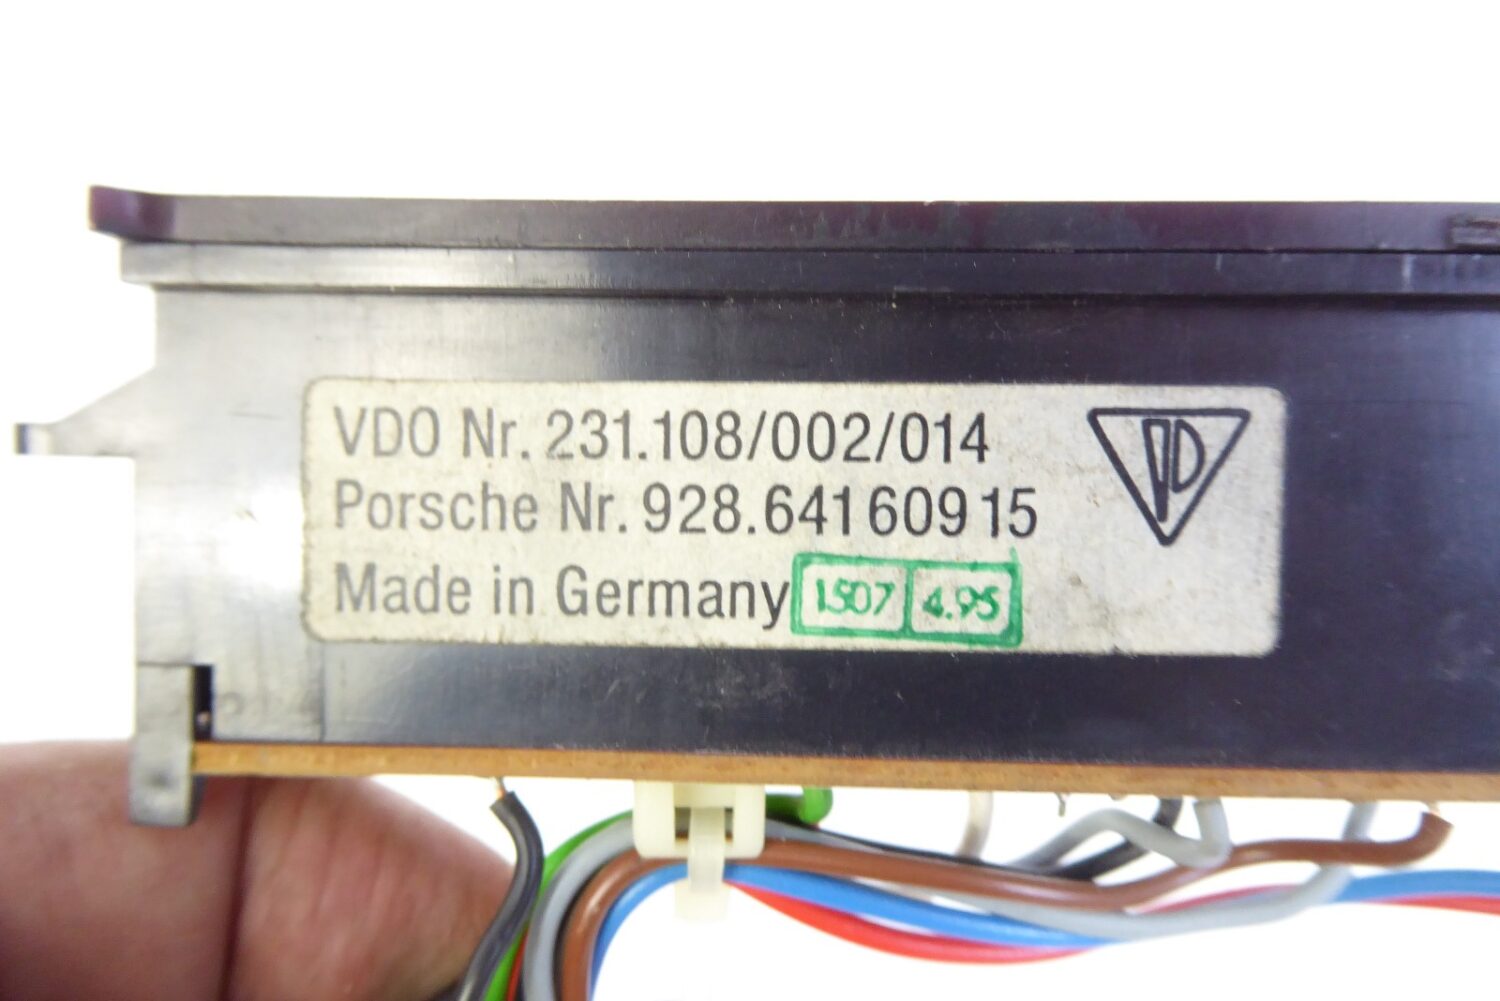 VDO Nr. 231.108/002/014
Porsche Nr. 928.641 609 15
Made in Germany 1507 4.95